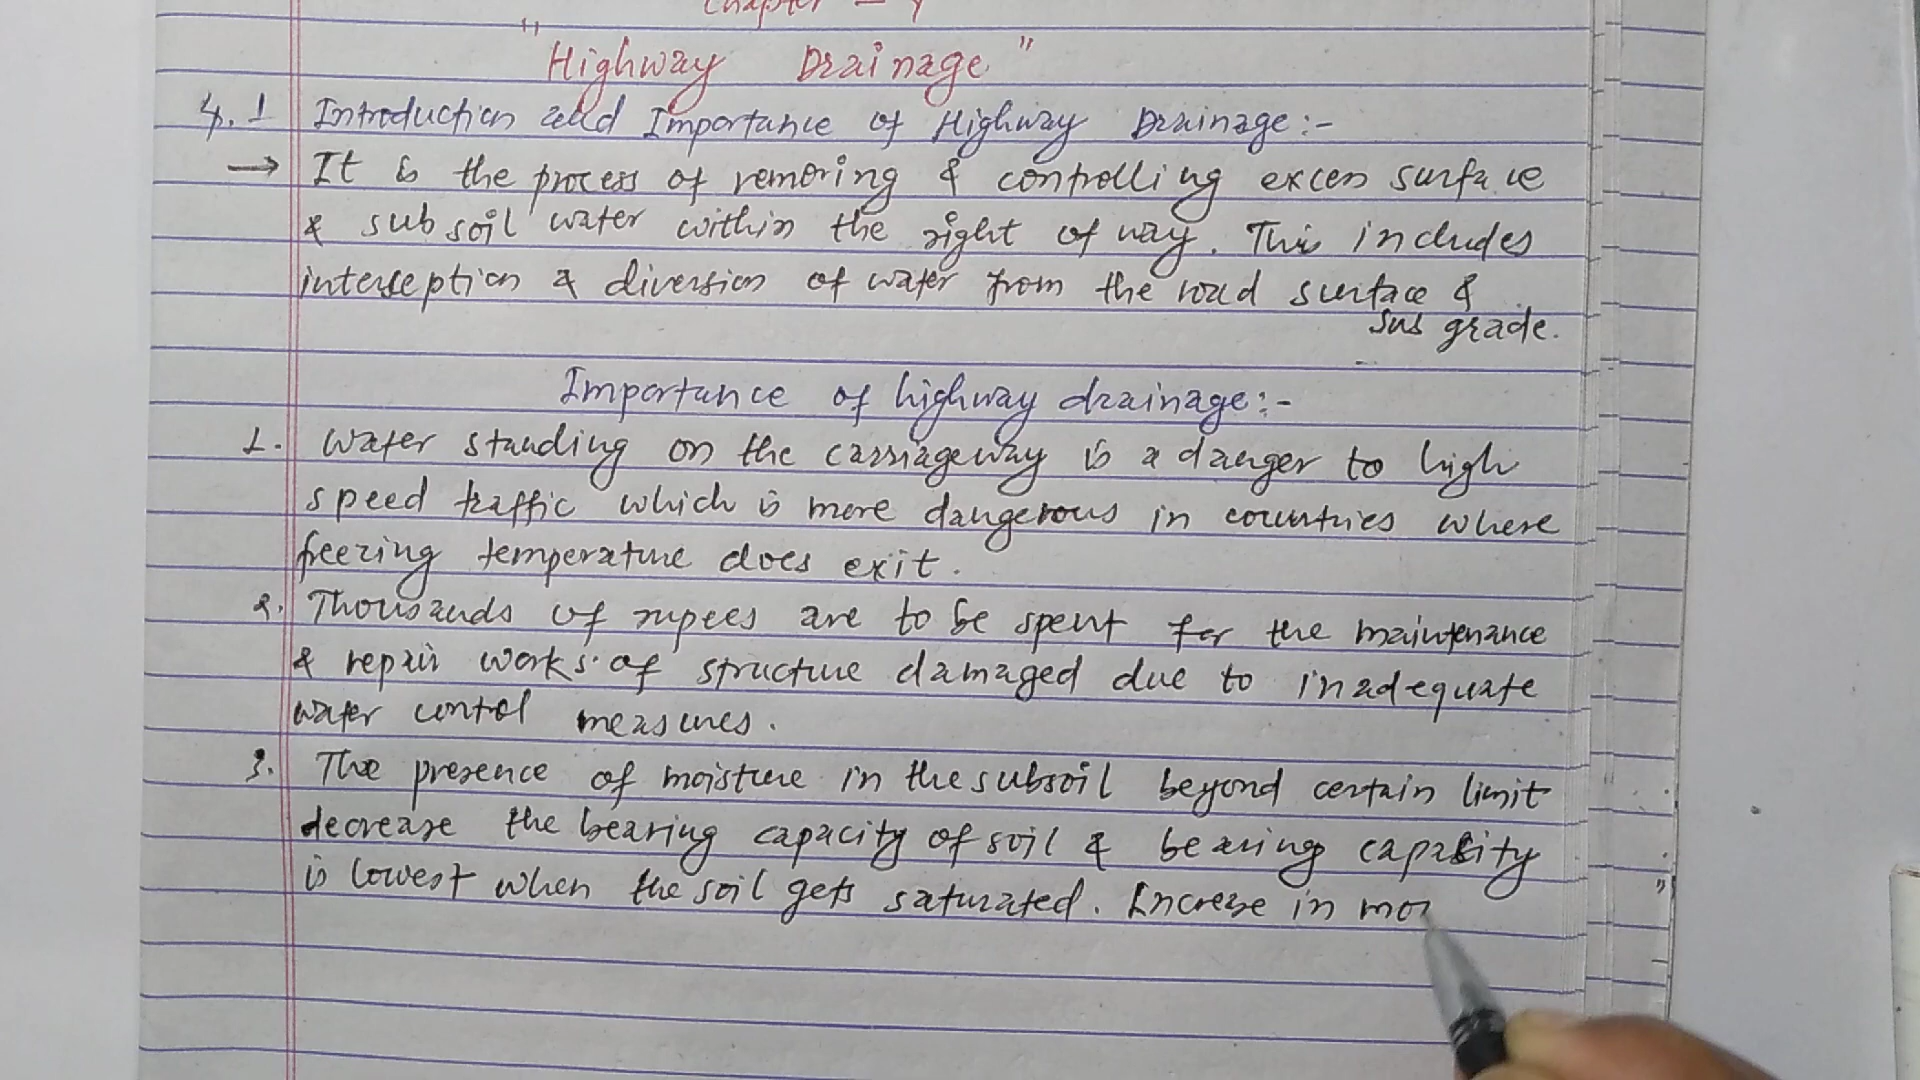 Chapter - 4
"Highway Drainage"
4.1 Introduction and Importance of Highway Drainage:-
→ It is the process of removing & controlling excess surface
& subsoil water within the right of way. This includes
interseption & diversion of water from the road surface &
sub grade.
Importance of highway drainage:-
1. Water standing on the carriageway is a danger to high
speed traffic which is more dangerous in countries where
freezing temperature does exit.
2. Thousands of rupees are to be spent for the maintenance
& repair works of structure damaged due to inadequate
water control measures.
3. The presence of moisture in the subsoil beyond certain limit
decrease the bearing capacity of soil & bearing capacity
is lowest when the soil gets saturated. Increase in moi